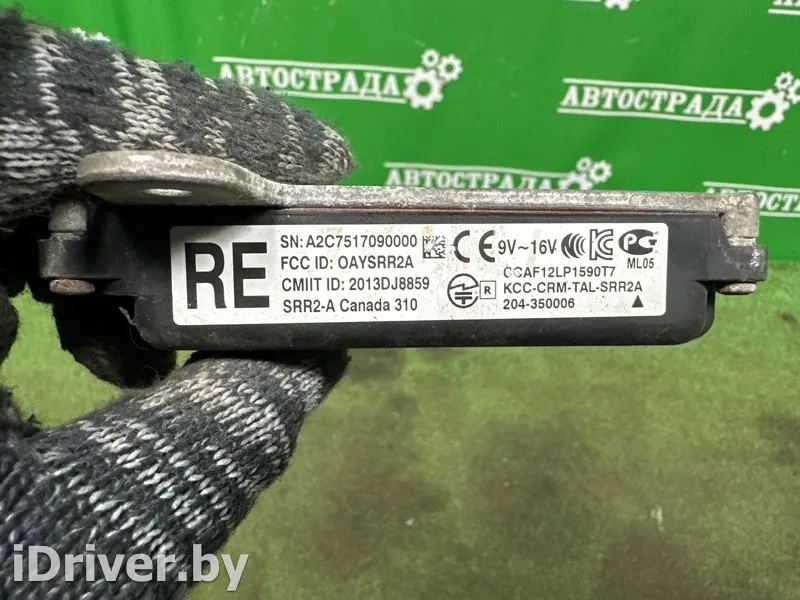 АВТОСТРАДА
АВТОСТРАДА
АВТОСТРАДА
RE
SN: A2C7517090000
FCC ID: OAYSRR2A
CMIIT ID: 2013DJ8859
SRR2-A Canada 310
CE 9V~16V
ML05
CCAF12LP1590T7
R
KCC-CRM-TAL-SRR2A
204-350006
iDriver.by